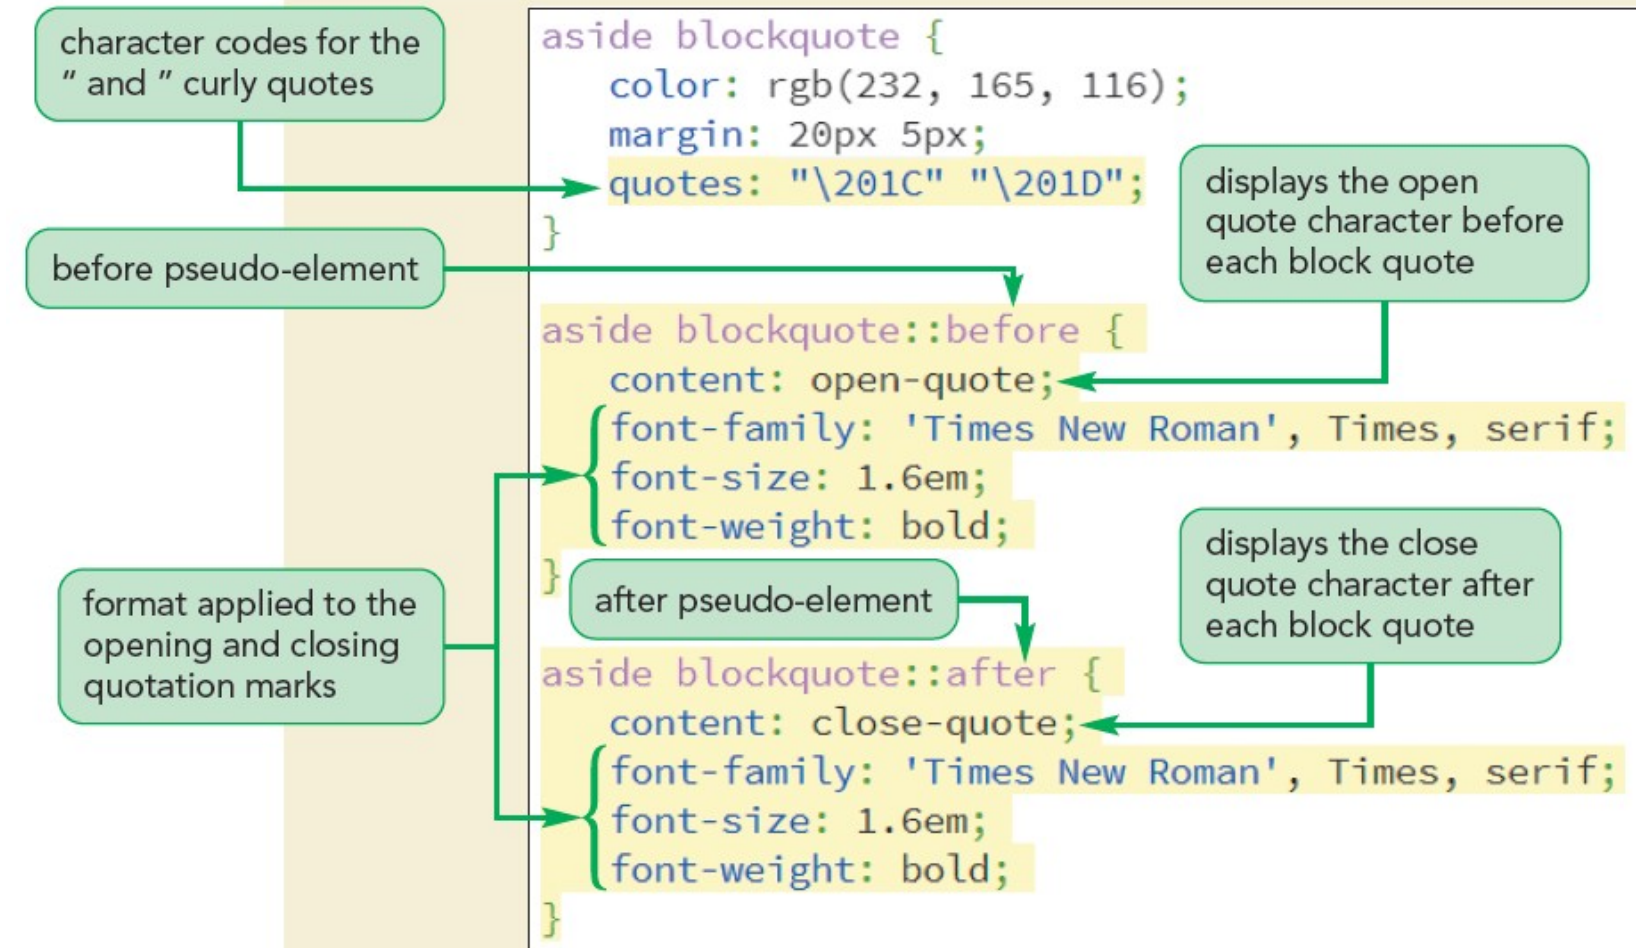 character codes for the
“ and ” curly quotes
aside blockquote {
color: rgb(232, 165, 116);
margin: 20px 5px;
quotes: "\201C" "\201D";
}
displays the open
quote character before
each block quote
before pseudo-element
aside blockquote::before {
content: open-quote;
font-family: 'Times New Roman', Times, serif;
font-size: 1.6em;
font-weight: bold;
}
format applied to the
opening and closing
quotation marks
after pseudo-element
displays the close
quote character after
each block quote
aside blockquote::after {
content: close-quote;
font-family: 'Times New Roman', Times, serif;
font-size: 1.6em;
font-weight: bold;
}